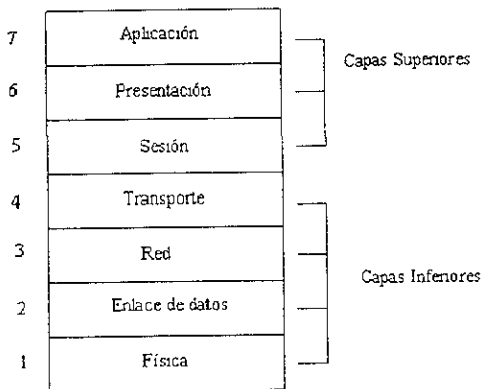 7 Aplicación
Capas Superiores
6 Presentación
5 Sesión
4 Transporte
3 Red
Capas Inferiores
2 Enlace de datos
1 Física